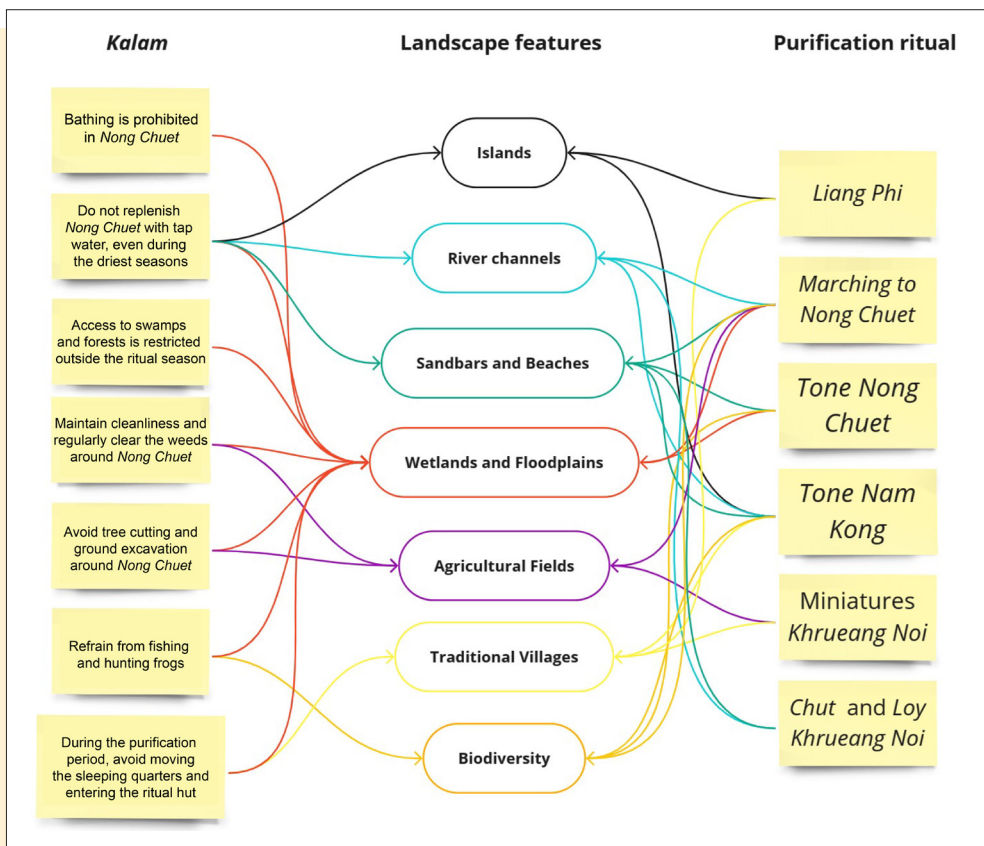 Kalam
Landscape features
Purification ritual
Bathing is prohibited
in Nong Chuet
Do not replenish
Nong Chuet with tap
water, even during
the driest seasons
Access to swamps
and forests is restricted
outside the ritual season
Maintain cleanliness and
regularly clear the weeds
around Nong Chuet
Avoid tree cutting and
ground excavation
around Nong Chuet
Refrain from fishing
and hunting frogs
During the purification
period, avoid moving
the sleeping quarters and
entering the ritual hut
Islands
River channels
Sandbars and Beaches
Wetlands and Floodplains
Agricultural Fields
Traditional Villages
Biodiversity
Liang Phi
Marching to
Nong Chuet
Tone Nong
Chuet
Tone Nam
Kong
Miniatures
Khrueang Noi
Chut and Loy
Khrueang Noi